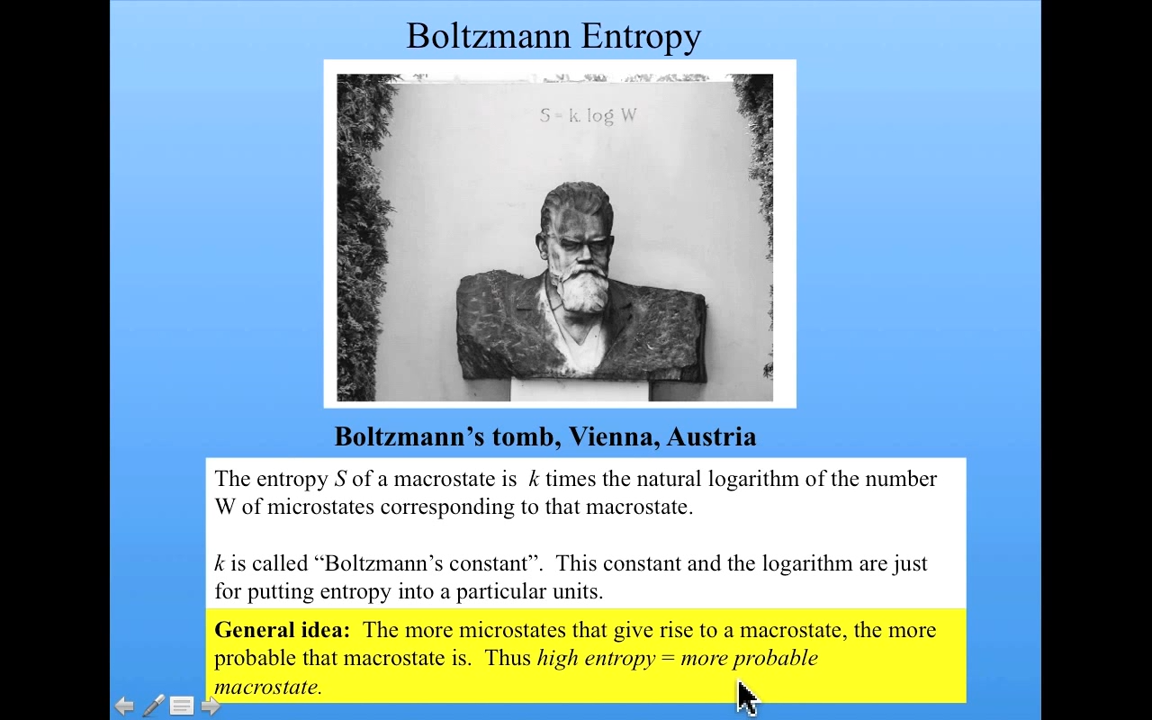 Boltzmann Entropy
S = k. log W
Boltzmann’s tomb, Vienna, Austria
The entropy S of a macrostate is k times the natural logarithm of the number
W of microstates corresponding to that macrostate.
k is called “Boltzmann’s constant”. This constant and the logarithm are just
for putting entropy into a particular units.
General idea: The more microstates that give rise to a macrostate, the more
probable that macrostate is. Thus high entropy = more probable
macrostate.